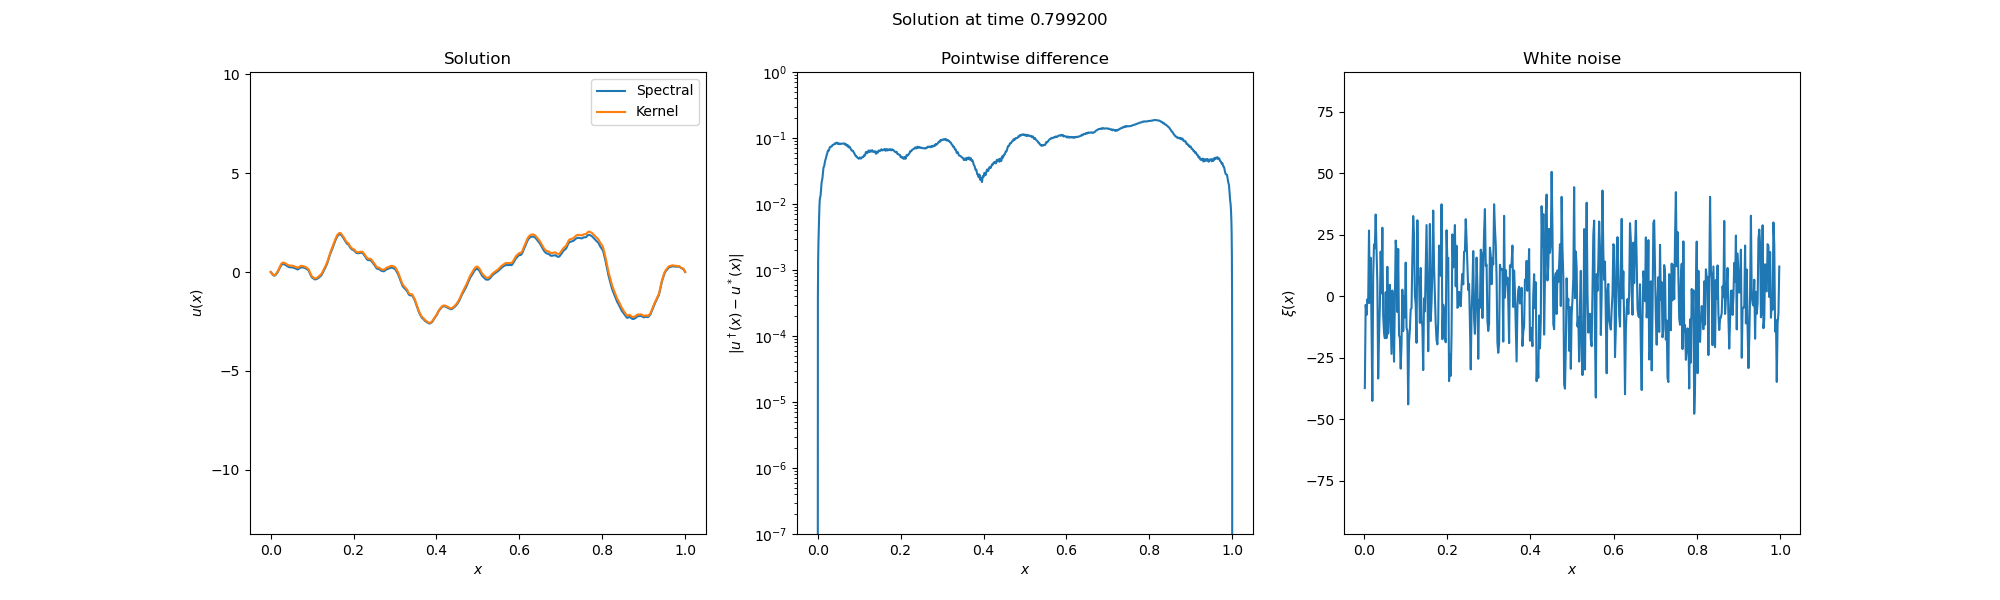 Solution at time 0.799200
Solution
10
5
0
−5
−10
u(x)
Spectral
Kernel
0.0 0.2 0.4 0.6 0.8 1.0
x
Pointwise difference
10⁰
10⁻¹
10⁻²
10⁻³
10⁻⁴
10⁻⁵
10⁻⁶
10⁻⁷
|u†(x) − u*(x)|
0.0 0.2 0.4 0.6 0.8 1.0
x
White noise
75
50
25
0
−25
−50
−75
ξ(x)
0.0 0.2 0.4 0.6 0.8 1.0
x